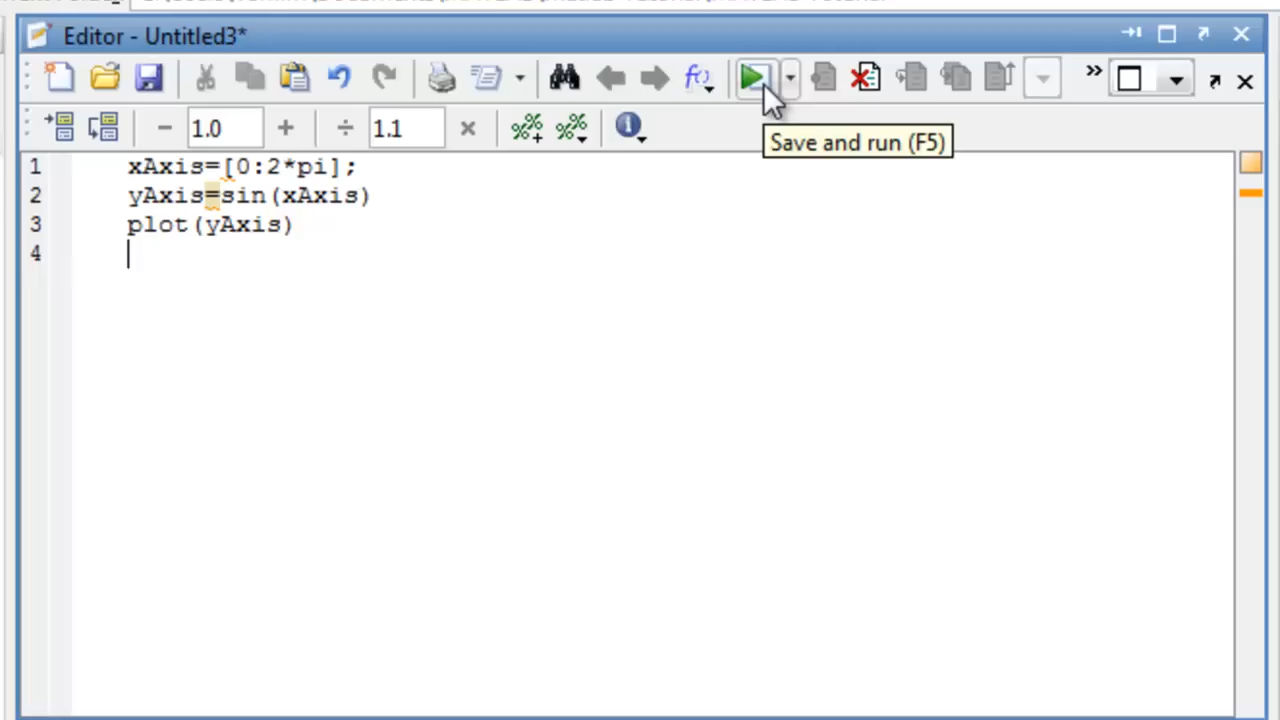 Editor - Untitled3*
1.0
1.1
Save and run (F5)
1 xAxis=[0:2*pi];
2 yAxis=sin(xAxis)
3 plot(yAxis)
4